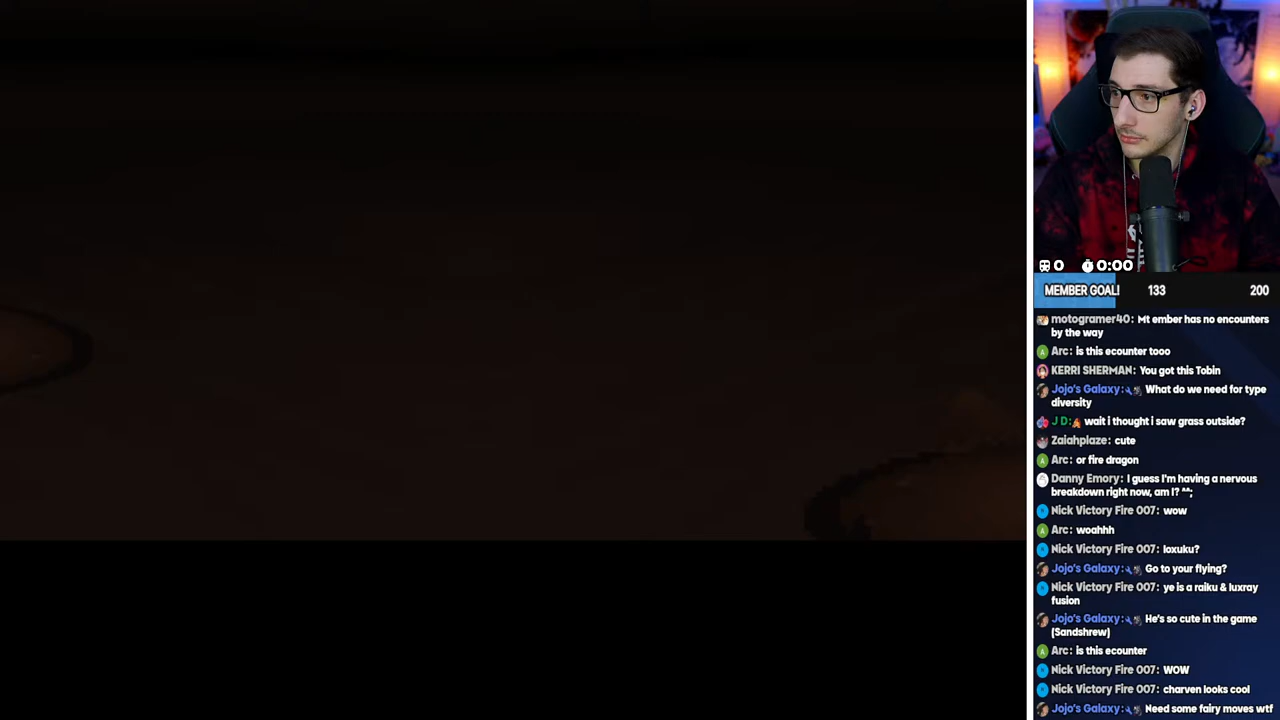 0 0:00
MEMBER GOAL! 133 200
motogramer40: Mt ember has no encounters
by the way
Arc: is this ecounter tooo
KERRI SHERMAN: You got this Tobin
Jojo's Galaxy: What do we need for type
diversity
J D: wait i thought i saw grass outside?
Zaiahplaze: cute
Arc: or fire dragon
Danny Emory: I guess I'm having a nervous
breakdown right now, am I? ^^;
Nick Victory Fire 007: wow
Arc: woahhh
Nick Victory Fire 007: loxuku?
Jojo's Galaxy: Go to your flying?
Nick Victory Fire 007: ye is a raiku & luxray
fusion
Jojo's Galaxy: He's so cute in the game
(Sandshrew)
Arc: is this ecounter
Nick Victory Fire 007: WOW
Nick Victory Fire 007: charven looks cool
Jojo's Galaxy: Need some fairy moves wtf